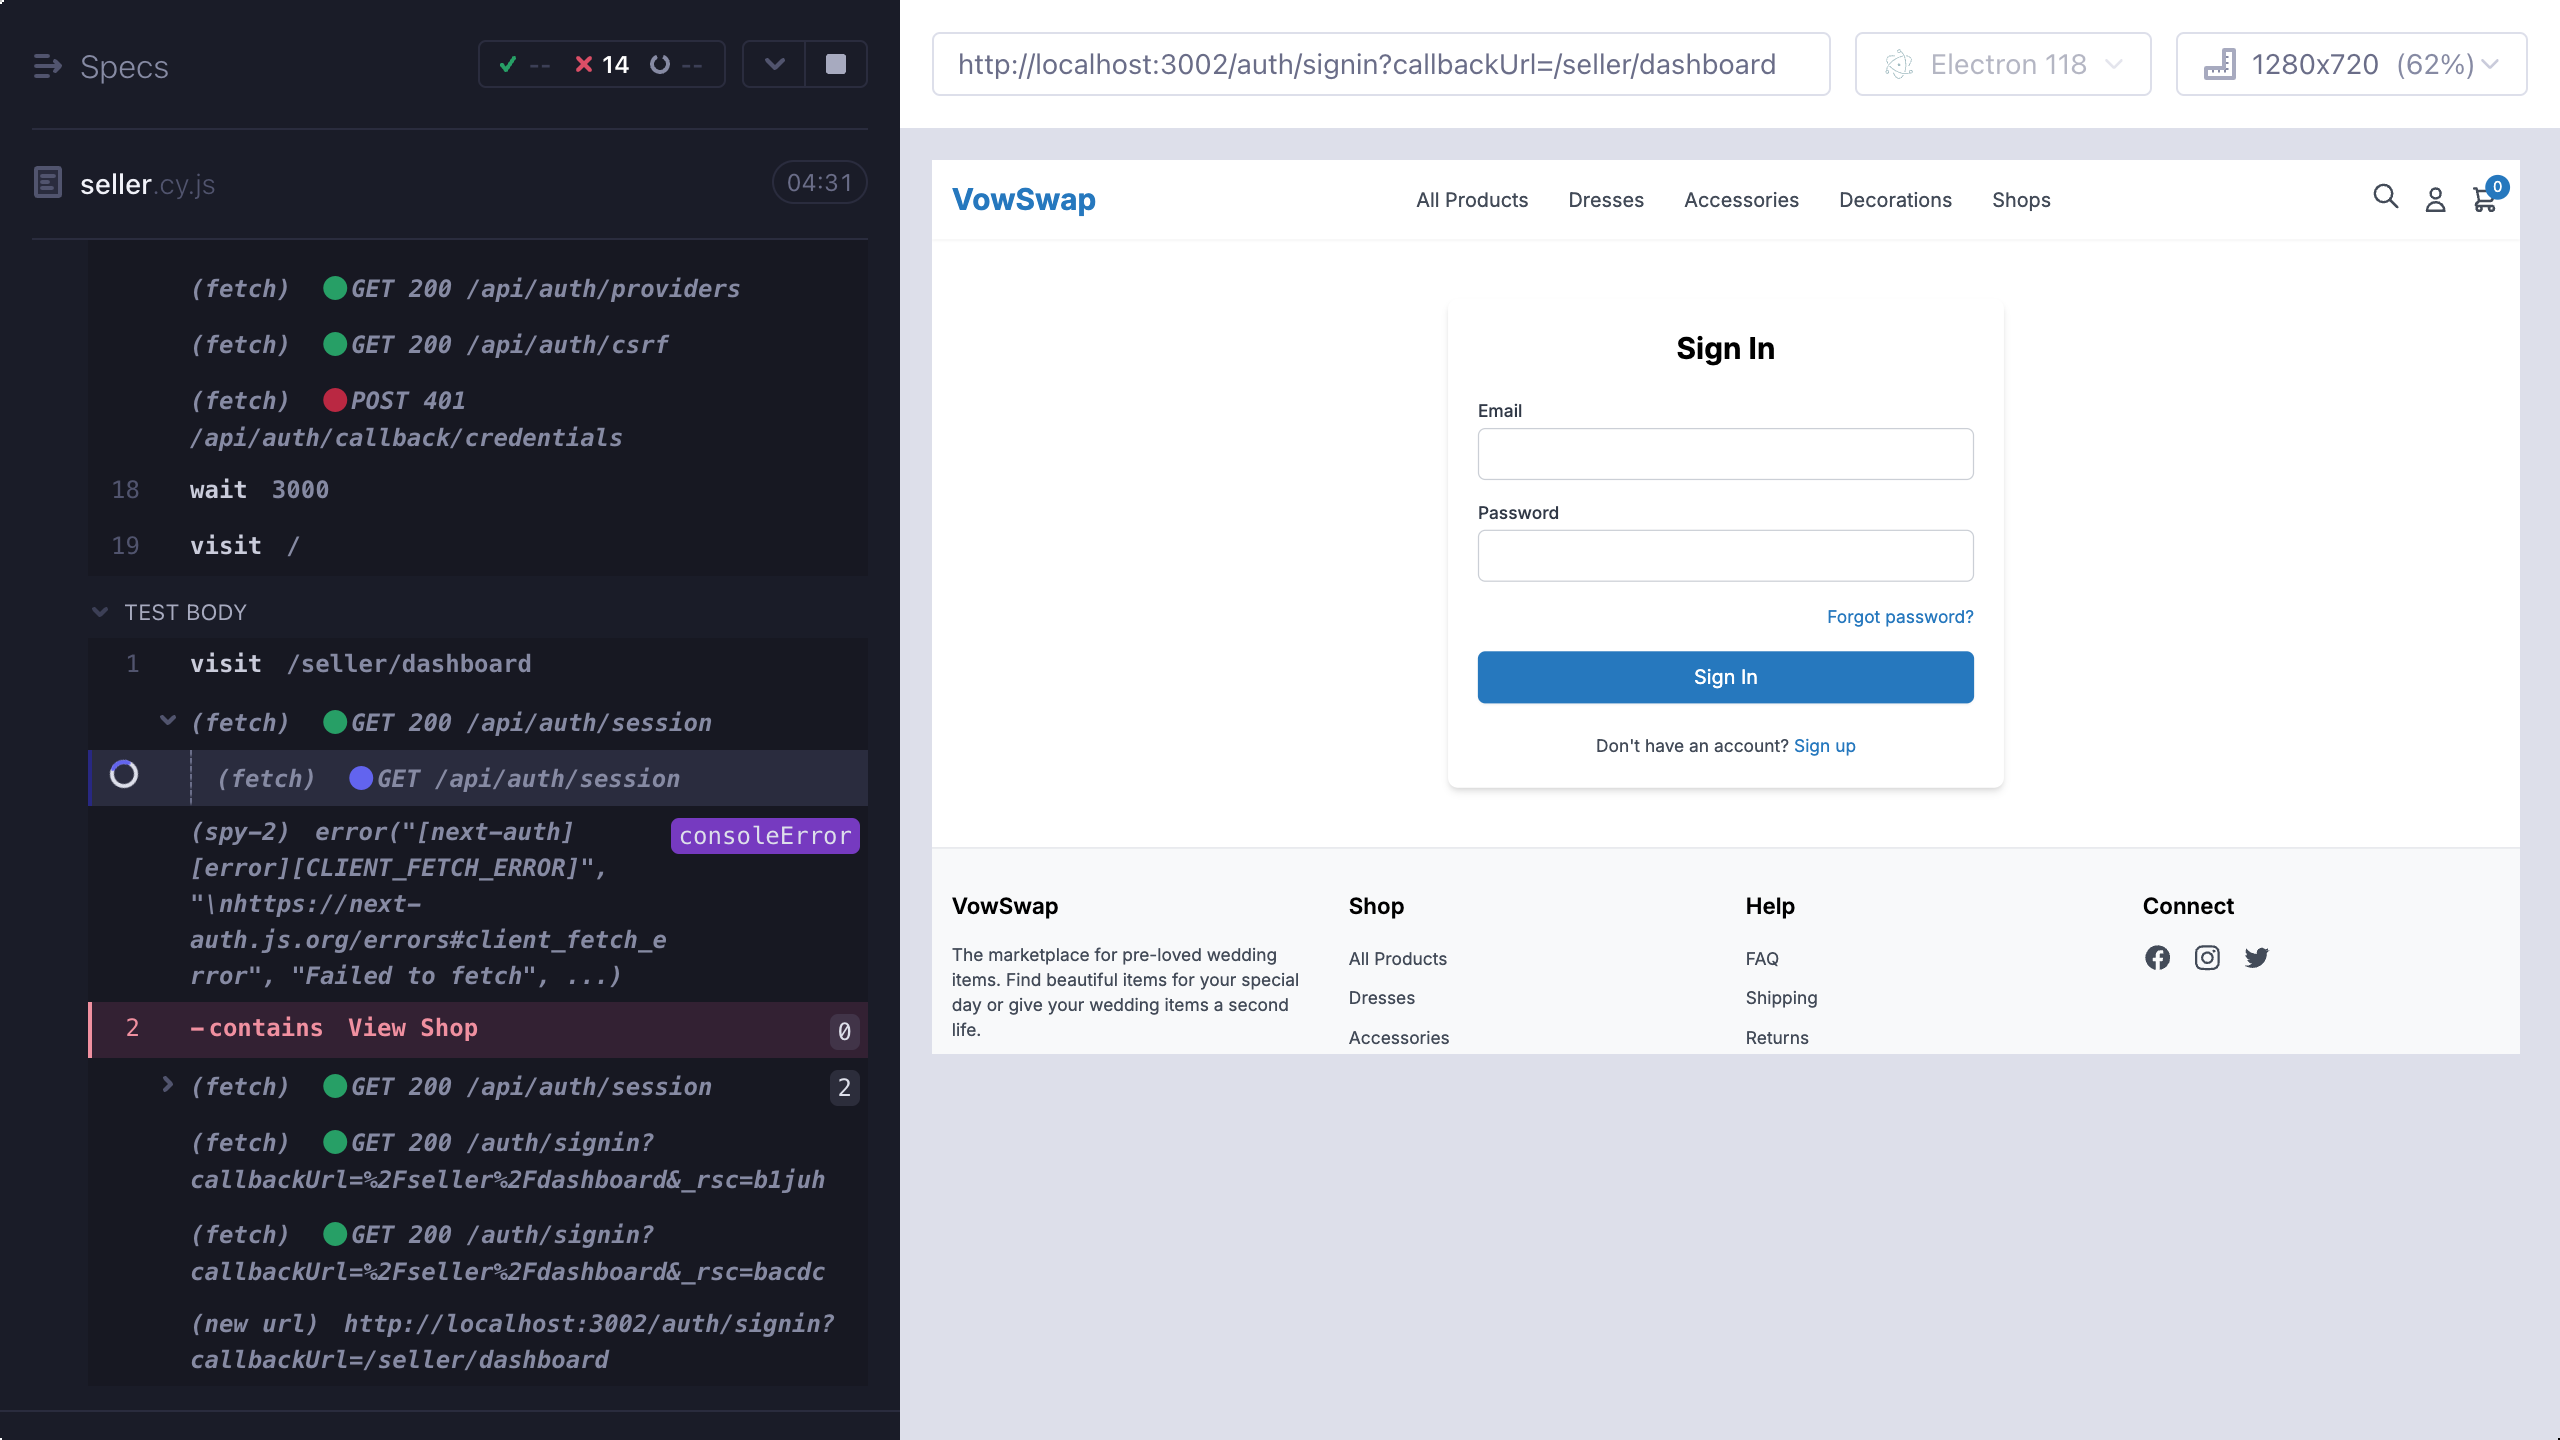 Specs
-- 14 --
seller.cy.js
04:31
(fetch) GET 200 /api/auth/providers
(fetch) GET 200 /api/auth/csrf
(fetch) POST 401
/api/auth/callback/credentials
18 wait 3000
19 visit /
TEST BODY
1 visit /seller/dashboard
(fetch) GET 200 /api/auth/session
(fetch) GET /api/auth/session
(spy-2) error("[next-auth]
consoleError
[error][CLIENT_FETCH_ERROR]",
"\nhttps://next-
auth.js.org/errors#client_fetch_e
rror", "Failed to fetch", ...)
2 -contains View Shop 0
(fetch) GET 200 /api/auth/session 2
(fetch) GET 200 /auth/signin?
callbackUrl=%2Fseller%2Fdashboard&_rsc=b1juh
(fetch) GET 200 /auth/signin?
callbackUrl=%2Fseller%2Fdashboard&_rsc=bacdc
(new url) http://localhost:3002/auth/signin?
callbackUrl=/seller/dashboard
http://localhost:3002/auth/signin?callbackUrl=/seller/dashboard
Electron 118
1280x720 (62%)
VowSwap
All Products
Dresses
Accessories
Decorations
Shops
0
Sign In
Email
Password
Forgot password?
Sign In
Don't have an account? Sign up
VowSwap
The marketplace for pre-loved wedding
items. Find beautiful items for your special
day or give your wedding items a second
life.
Shop
All Products
Dresses
Accessories
Help
FAQ
Shipping
Returns
Connect